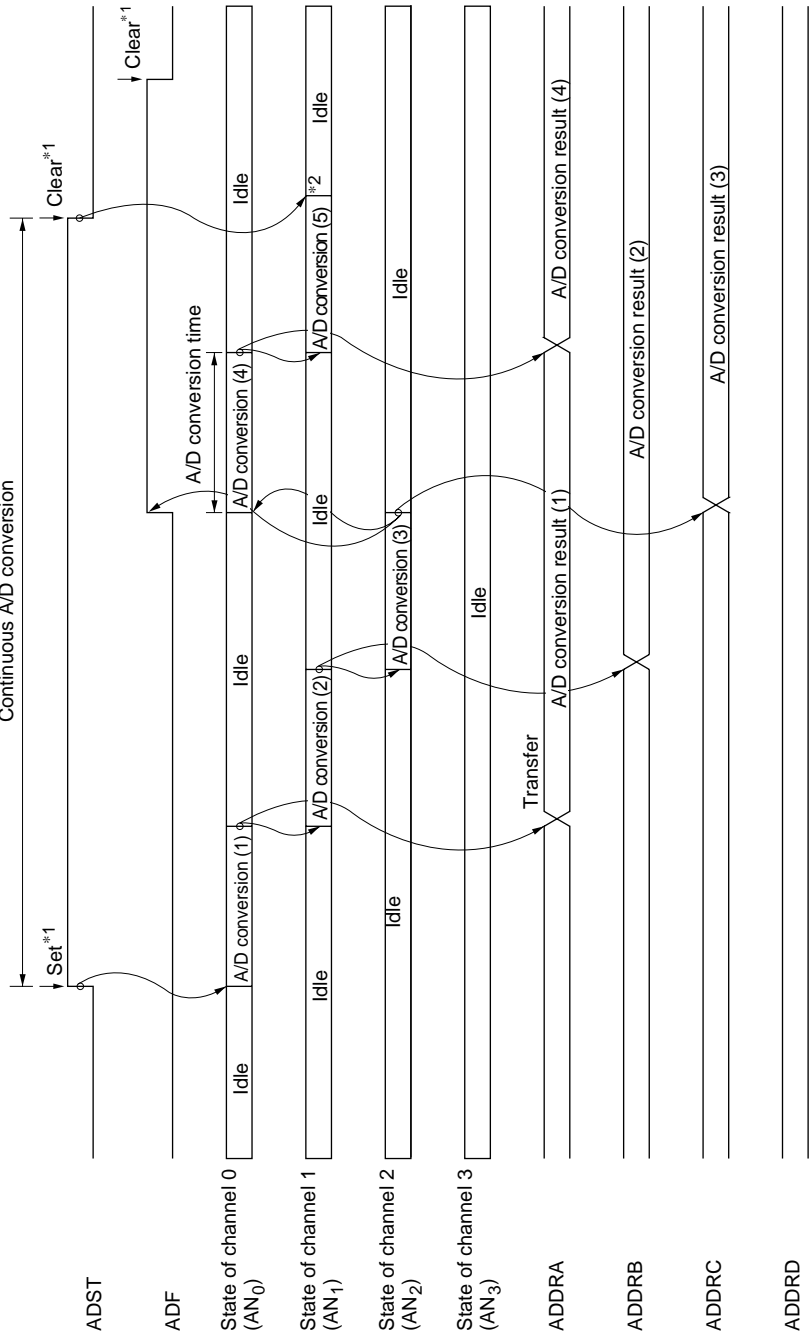 Continuous A/D conversion
Set*1
Clear*1
ADST
Clear*1
ADF
A/D conversion time
State of channel 0
(AN0)
Idle
A/D conversion (1)
Idle
A/D conversion (4)
Idle
State of channel 1
(AN1)
Idle
A/D conversion (2)
Idle
A/D conversion (5)
*2
Idle
State of channel 2
(AN2)
Idle
A/D conversion (3)
Idle
State of channel 3
(AN3)
Idle
Transfer
ADDRA
A/D conversion result (1)
A/D conversion result (4)
ADDRB
A/D conversion result (2)
ADDRC
A/D conversion result (3)
ADDRD